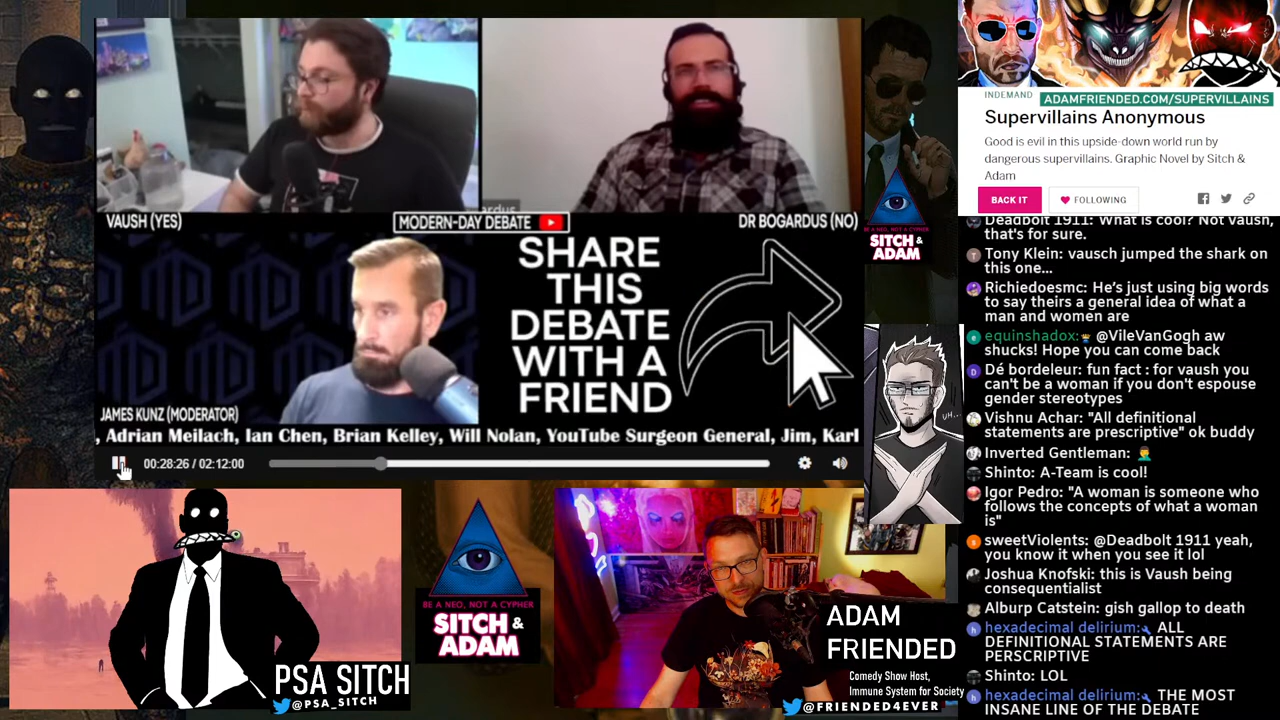 VAUSH (YES)
MODERN-DAY DEBATE
DR BOGARDUS (NO)
SHARE
THIS
DEBATE
WITH A
FRIEND
JAMES KUNZ (MODERATOR)
, Adrian Meilach, Ian Chen, Brian Kelley, Will Nolan, YouTube Surgeon General, Jim, Karl
00:28:26 / 02:12:00
BE A NEO, NOT A CYPHER
SITCH &
ADAM
UH...
PSA SITCH
@PSA_SITCH
BE A NEO, NOT A CYPHER
SITCH &
ADAM
ADAM
FRIENDED
Comedy Show Host,
Immune System for Society
@FRIENDED4EVER
INDEMAND
ADAMFRIENDED.COM/SUPERVILLAINS
Supervillains Anonymous
Good is evil in this upside-down world run by
dangerous supervillains. Graphic Novel by Sitch &
Adam
BACK IT
FOLLOWING
Deadbolt 1911: What is cool? Not Vaush,
that's for sure.
Tony Klein: vausch jumped the shark on
this one...
Richiedoesmc: He's just using big words
to say theirs a general idea of what a
man and women are
equinshadox: @VileVanGogh aw
shucks! Hope you can come back
Dé bordeleur: fun fact : for vaush you
can't be a woman if you don't espouse
gender stereotypes
Vishnu Achar: "All definitional
statements are prescriptive" ok buddy
Inverted Gentleman: 🤦‍♂️
Shinto: A-Team is cool!
Igor Pedro: "A woman is someone who
follows the concepts of what a woman
is"
sweetViolents: @Deadbolt 1911 yeah,
you know it when you see it lol
Joshua Knofski: this is Vaush being
consequentialist
Alburp Catstein: gish gallop to death
hexadecimal delirium: ALL
DEFINITIONAL STATEMENTS ARE
PERSCRIPTIVE
Shinto: LOL
hexadecimal delirium: THE MOST
INSANE LINE OF THE DEBATE